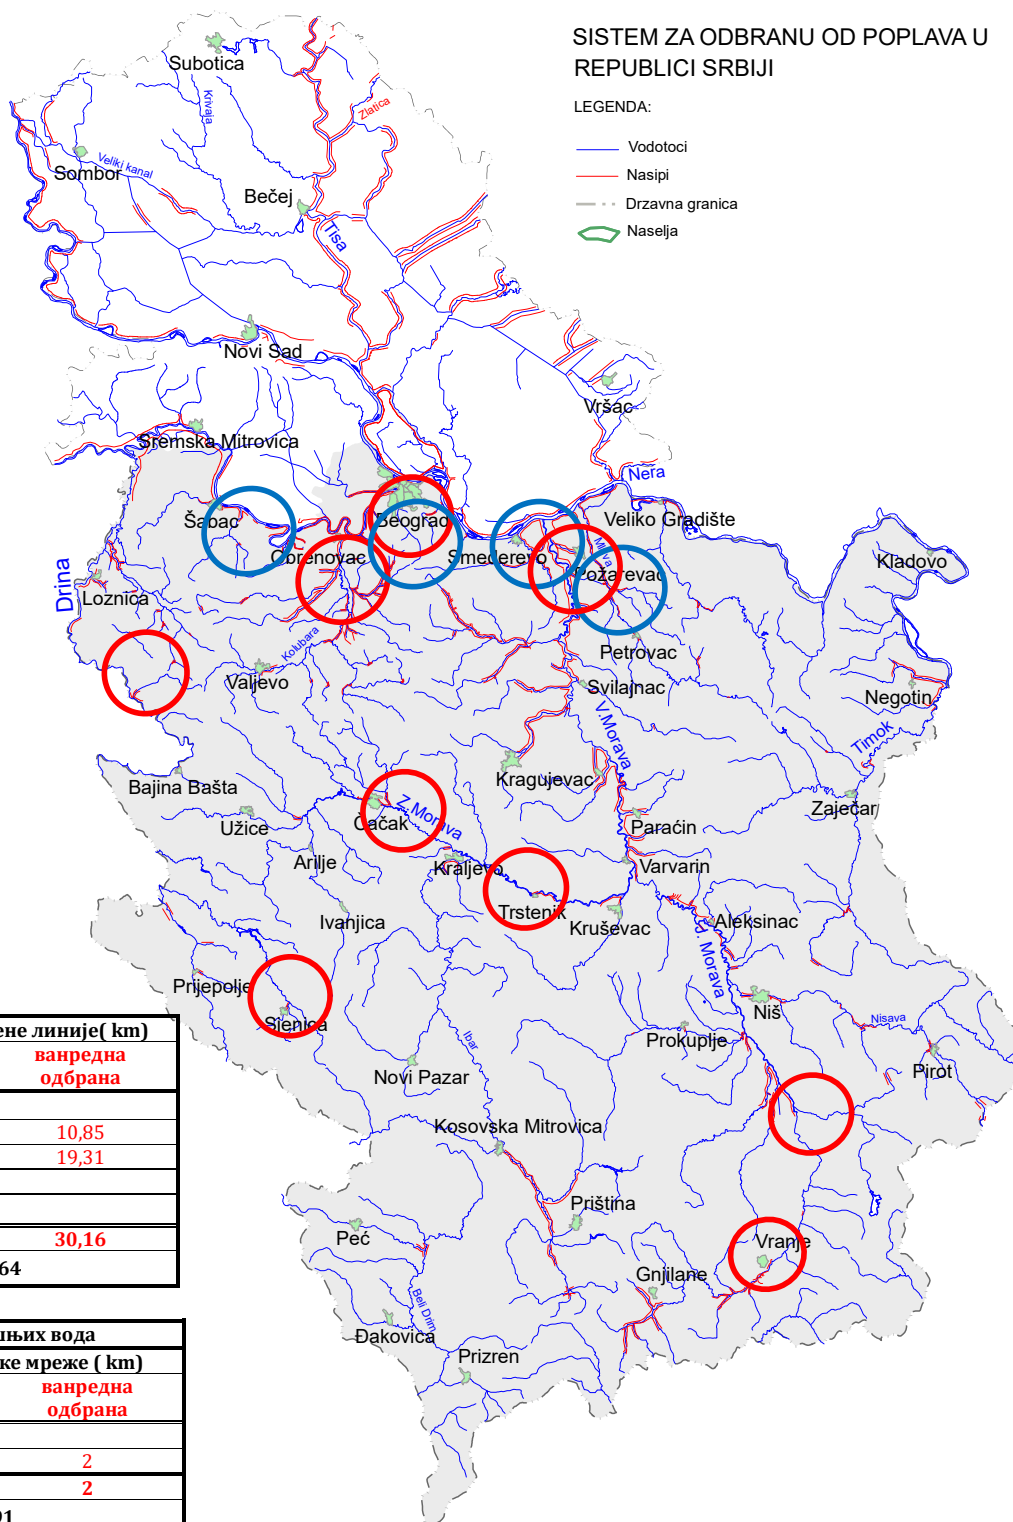 SISTEM ZA ODBRANU OD POPLAVA U
REPUBLICI SRBIJI
LEGENDA:
Vodotoci
Nasipi
Drzavna granica
Naselja
Subotica
Krivaja
Zlatica
Sombor
Veliki kanal
Bečej
Tisa
Novi Sad
Vršac
Sremska Mitrovica
Nera
Šabac
Beograd
Veliko Gradište
Obrenovac
Smederevo
Mlava
Požarevac
Kladovo
Drina
Loznica
Kolubara
Petrovac
Valjevo
Svilajnac
Negotin
V.Morava
Timok
Bajina Bašta
Kragujevac
Z.Morava
Zaječar
Užice
Čačak
Paraćin
Arilje
Kraljevo
Varvarin
Trstenik
Ivanjica
Kruševac
Aleksinac
J. Morava
Prijepolje
Sjenica
Niš
Nisava
Ibar
Prokuplje
Pirot
Novi Pazar
Kosovska Mitrovica
Priština
Peć
Vranje
Gnjilane
Beli Drim
Đakovica
Prizren
ене линије( km)
ванредна
одбрана
10,85
19,31
30,16
64
шњих вода
ке мреже ( km)
ванредна
одбрана
2
2
91